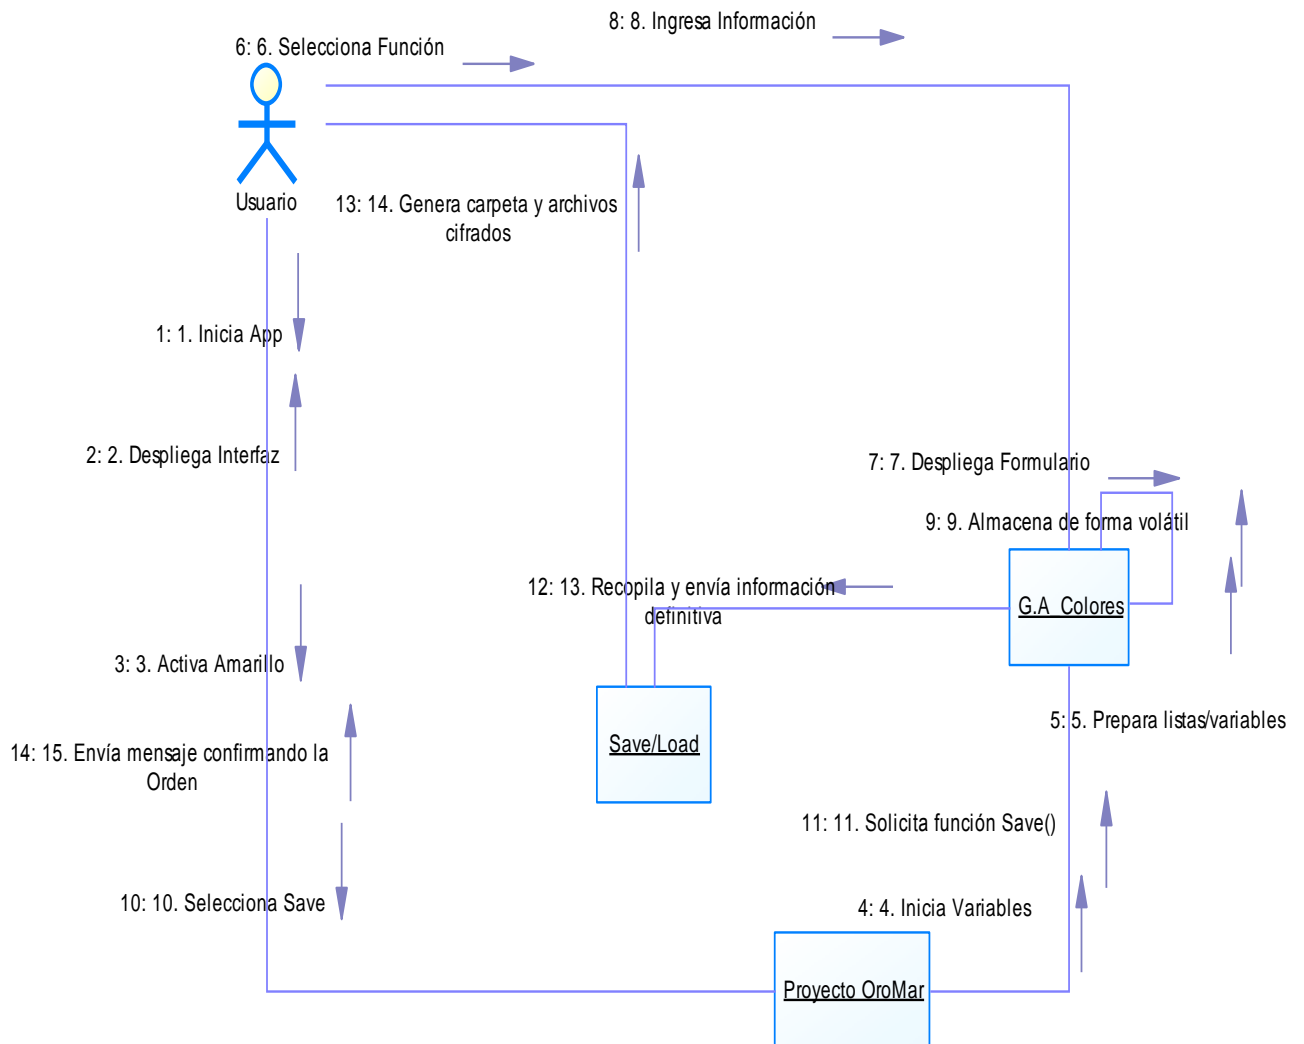 8: 8. Ingresa Información
6: 6. Selecciona Función
Usuario
13: 14. Genera carpeta y archivos
cifrados
1: 1. Inicia App
2: 2. Despliega Interfaz
7: 7. Despliega Formulario
9: 9. Almacena de forma volátil
12: 13. Recopila y envía información
definitiva
G.A_Colores
3: 3. Activa Amarillo
5: 5. Prepara listas/variables
14: 15. Envía mensaje confirmando la
Orden
Save/Load
11: 11. Solicita función Save()
10: 10. Selecciona Save
4: 4. Inicia Variables
Proyecto OroMar